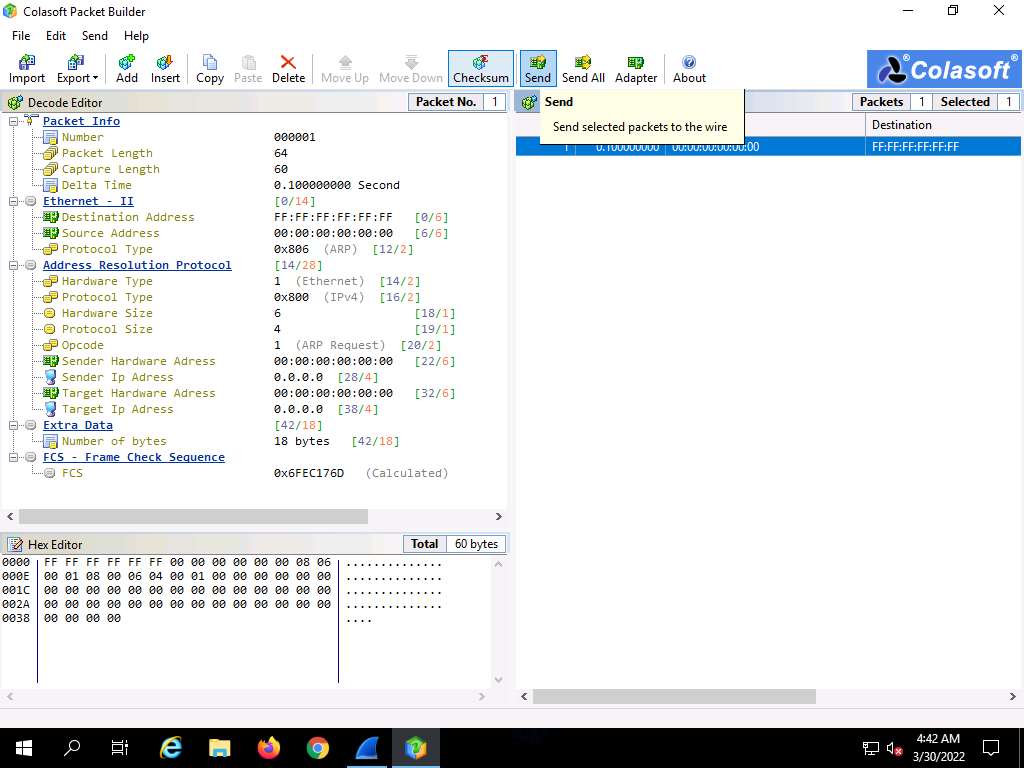 Colasoft Packet Builder
File Edit Send Help
Import Export Add Insert Copy Paste Delete Move Up Move Down Checksum Send Send All Adapter About
Colasoft®
Decode Editor Packet No. 1
Send
Send selected packets to the wire
Packets 1 Selected 1
Destination
1 0.100000000 00:00:00:00:00:00 FF:FF:FF:FF:FF:FF
Packet Info
Number 000001
Packet Length 64
Capture Length 60
Delta Time 0.100000000 Second
Ethernet - II [0/14]
Destination Address FF:FF:FF:FF:FF:FF [0/6]
Source Address 00:00:00:00:00:00 [6/6]
Protocol Type 0x806 (ARP) [12/2]
Address Resolution Protocol [14/28]
Hardware Type 1 (Ethernet) [14/2]
Protocol Type 0x800 (IPv4) [16/2]
Hardware Size 6 [18/1]
Protocol Size 4 [19/1]
Opcode 1 (ARP Request) [20/2]
Sender Hardware Adress 00:00:00:00:00:00 [22/6]
Sender Ip Adress 0.0.0.0 [28/4]
Target Hardware Adress 00:00:00:00:00:00 [32/6]
Target Ip Adress 0.0.0.0 [38/4]
Extra Data [42/18]
Number of bytes 18 bytes [42/18]
FCS - Frame Check Sequence
FCS 0x6FEC176D (Calculated)
Hex Editor Total 60 bytes
0000 FF FF FF FF FF FF 00 00 00 00 00 00 08 06 ..............
000E 00 01 08 00 06 04 00 01 00 00 00 00 00 00 ..............
001C 00 00 00 00 00 00 00 00 00 00 00 00 00 00 ..............
002A 00 00 00 00 00 00 00 00 00 00 00 00 00 00 ..............
0038 00 00 00 00 ....
4:42 AM
3/30/2022